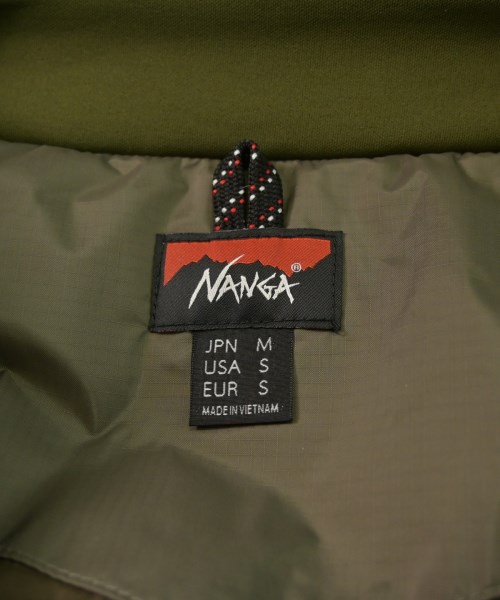 NANGA®
JPN M
USA S
EUR S
MADE IN VIETNAM